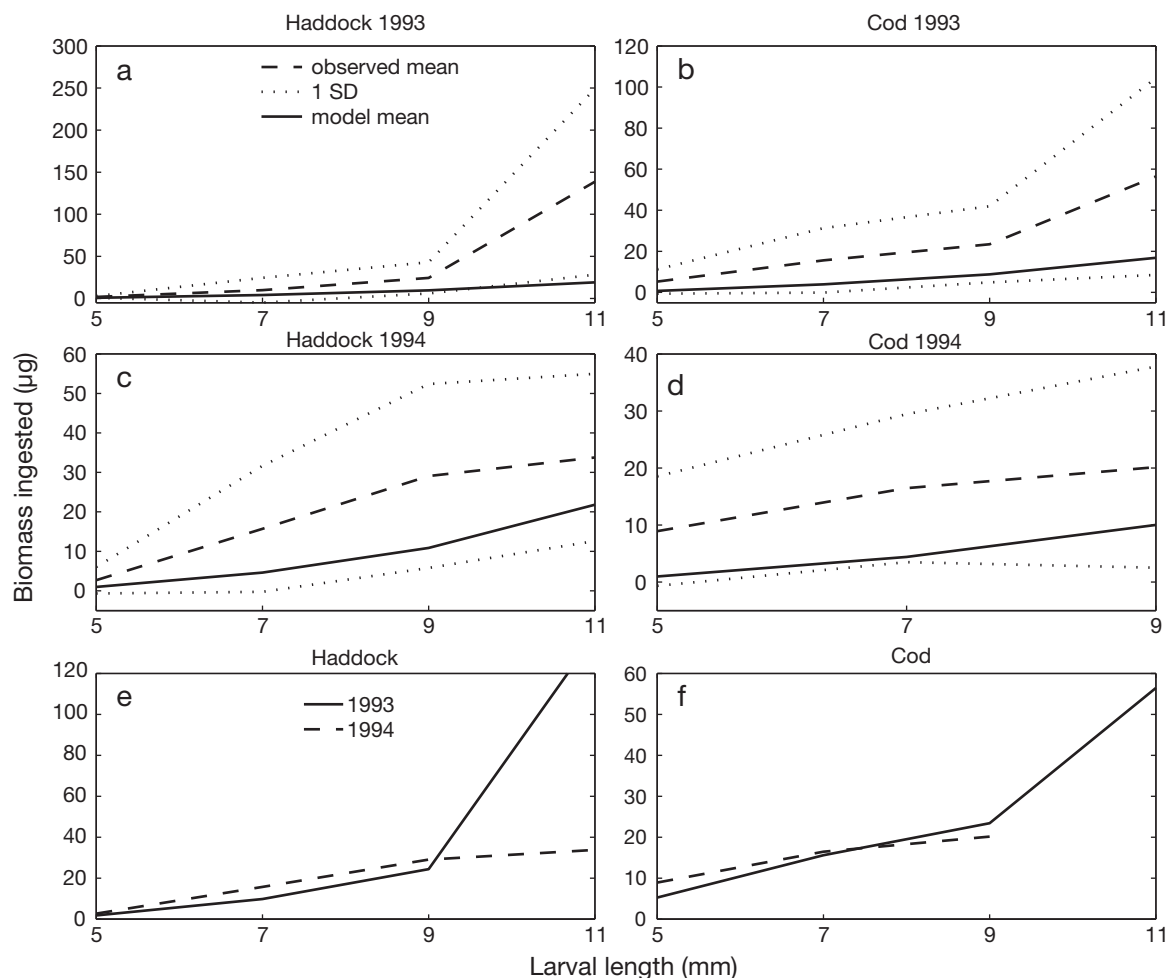 Haddock 1993
a
observed mean
1 SD
model mean
300
250
200
150
100
50
0
5 7 9 11
Cod 1993
b
120
100
80
60
40
20
0
5 7 9 11
Haddock 1994
c
60
50
40
30
20
10
0
5 7 9 11
Cod 1994
d
40
30
20
10
0
5 7 9
Haddock
e
1993
1994
120
100
80
60
40
20
0
5 7 9 11
Cod
f
60
50
40
30
20
10
0
5 7 9 11
Biomass ingested (µg)
Larval length (mm)